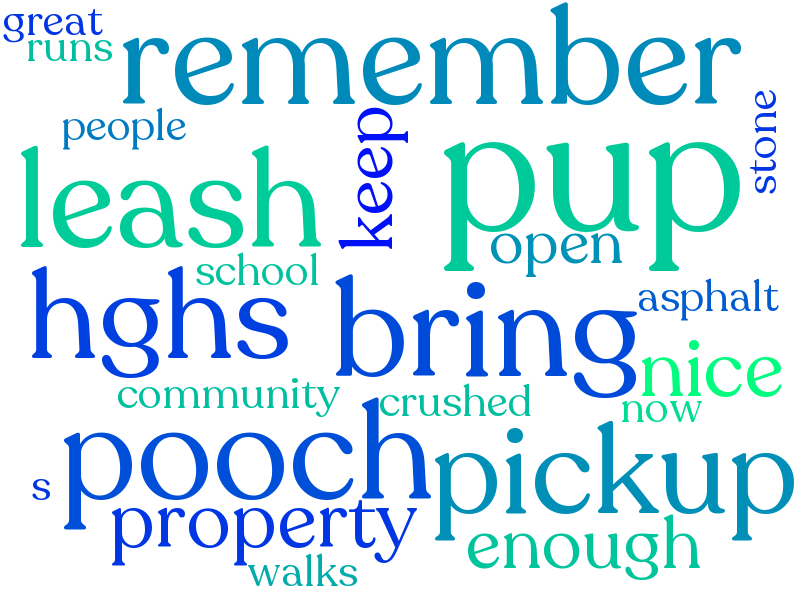 great
remember
runs
people
keep
stone
pup
leash
open
school
hghs
bring
asphalt
nice
community
crushed
now
pooch
pickup
s
property
enough
walks